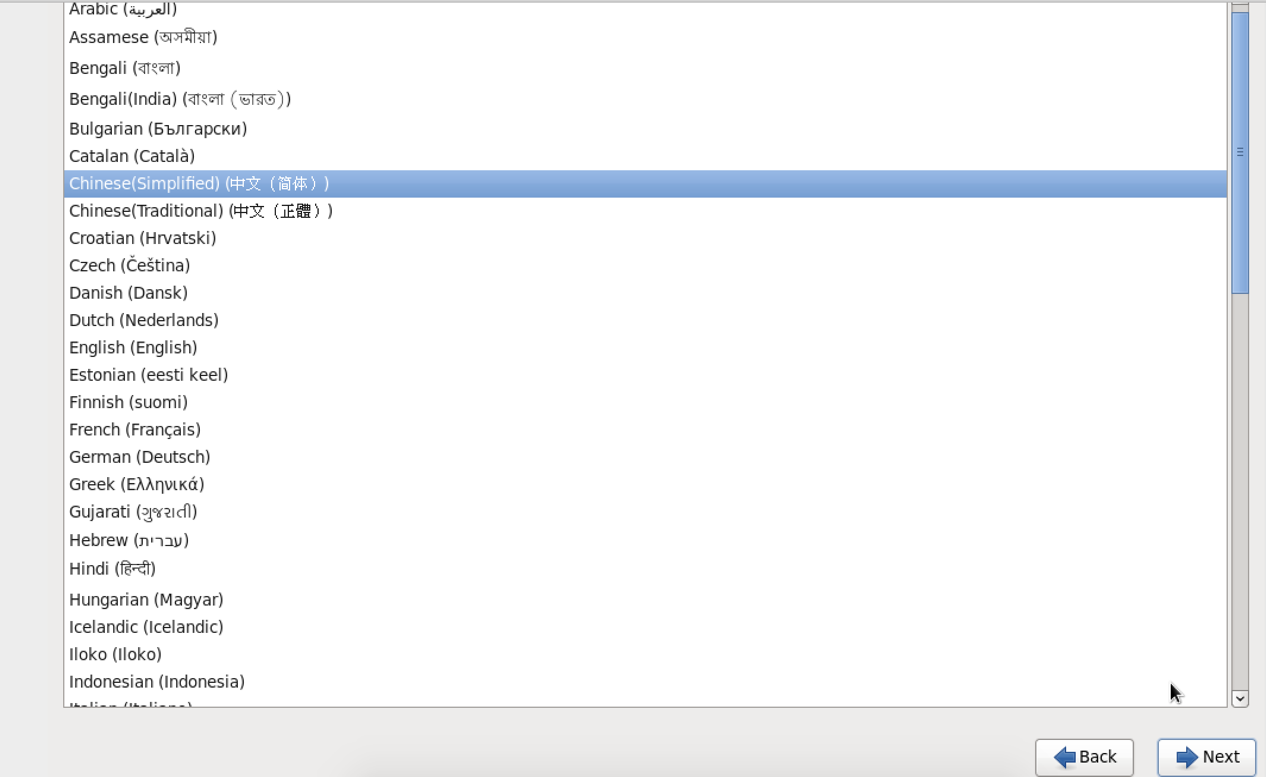 Arabic (العربية)
Assamese (অসমীয়া)
Bengali (বাংলা)
Bengali(India) (বাংলা (ভারত))
Bulgarian (Български)
Catalan (Català)
Chinese(Simplified) (中文（简体）)
Chinese(Traditional) (中文（正體）)
Croatian (Hrvatski)
Czech (Čeština)
Danish (Dansk)
Dutch (Nederlands)
English (English)
Estonian (eesti keel)
Finnish (suomi)
French (Français)
German (Deutsch)
Greek (Ελληνικά)
Gujarati (ગુજરાતી)
Hebrew (עברית)
Hindi (हिन्दी)
Hungarian (Magyar)
Icelandic (Icelandic)
Iloko (Iloko)
Indonesian (Indonesia)
Italian (Italiano)
Back
Next